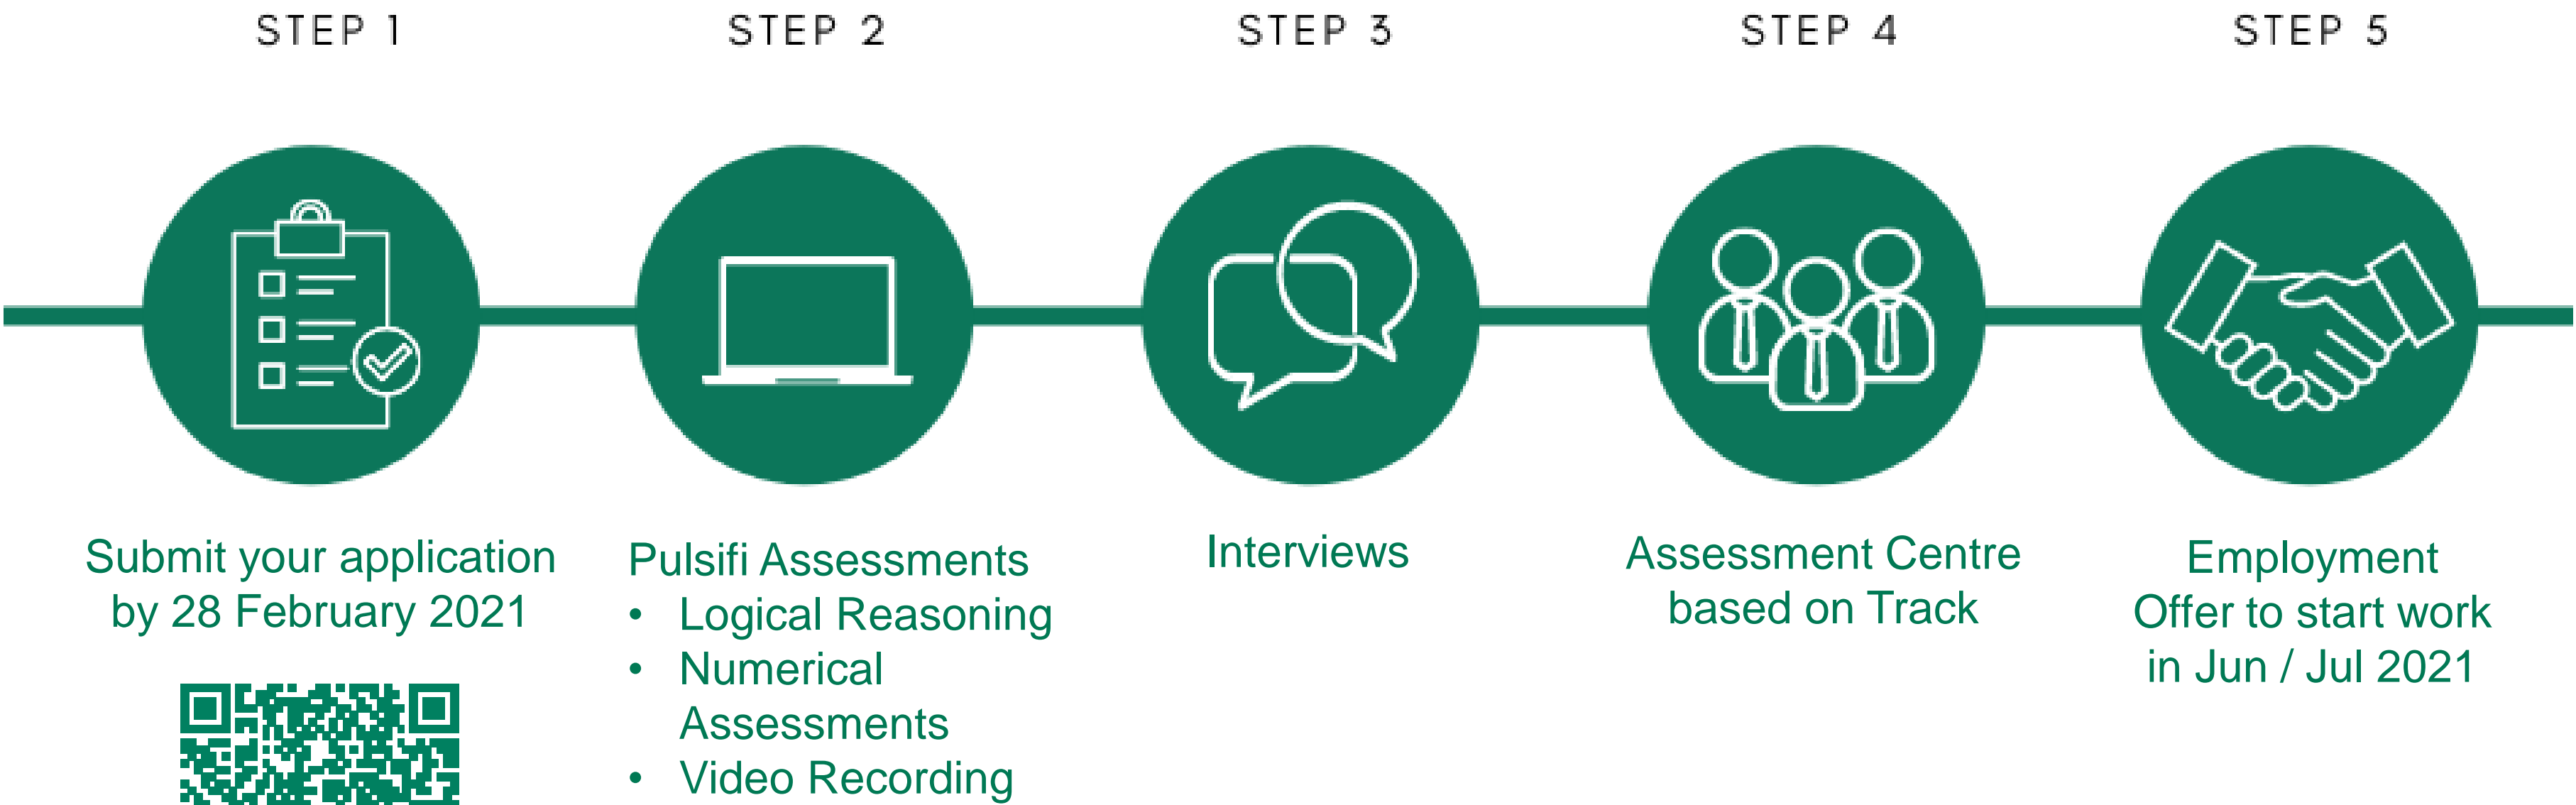 STEP 1
STEP 2
STEP 3
STEP 4
STEP 5
Submit your application
by 28 February 2021
Pulsifi Assessments
• Logical Reasoning
• Numerical
Assessments
• Video Recording
Interviews
Assessment Centre
based on Track
Employment
Offer to start work
in Jun / Jul 2021